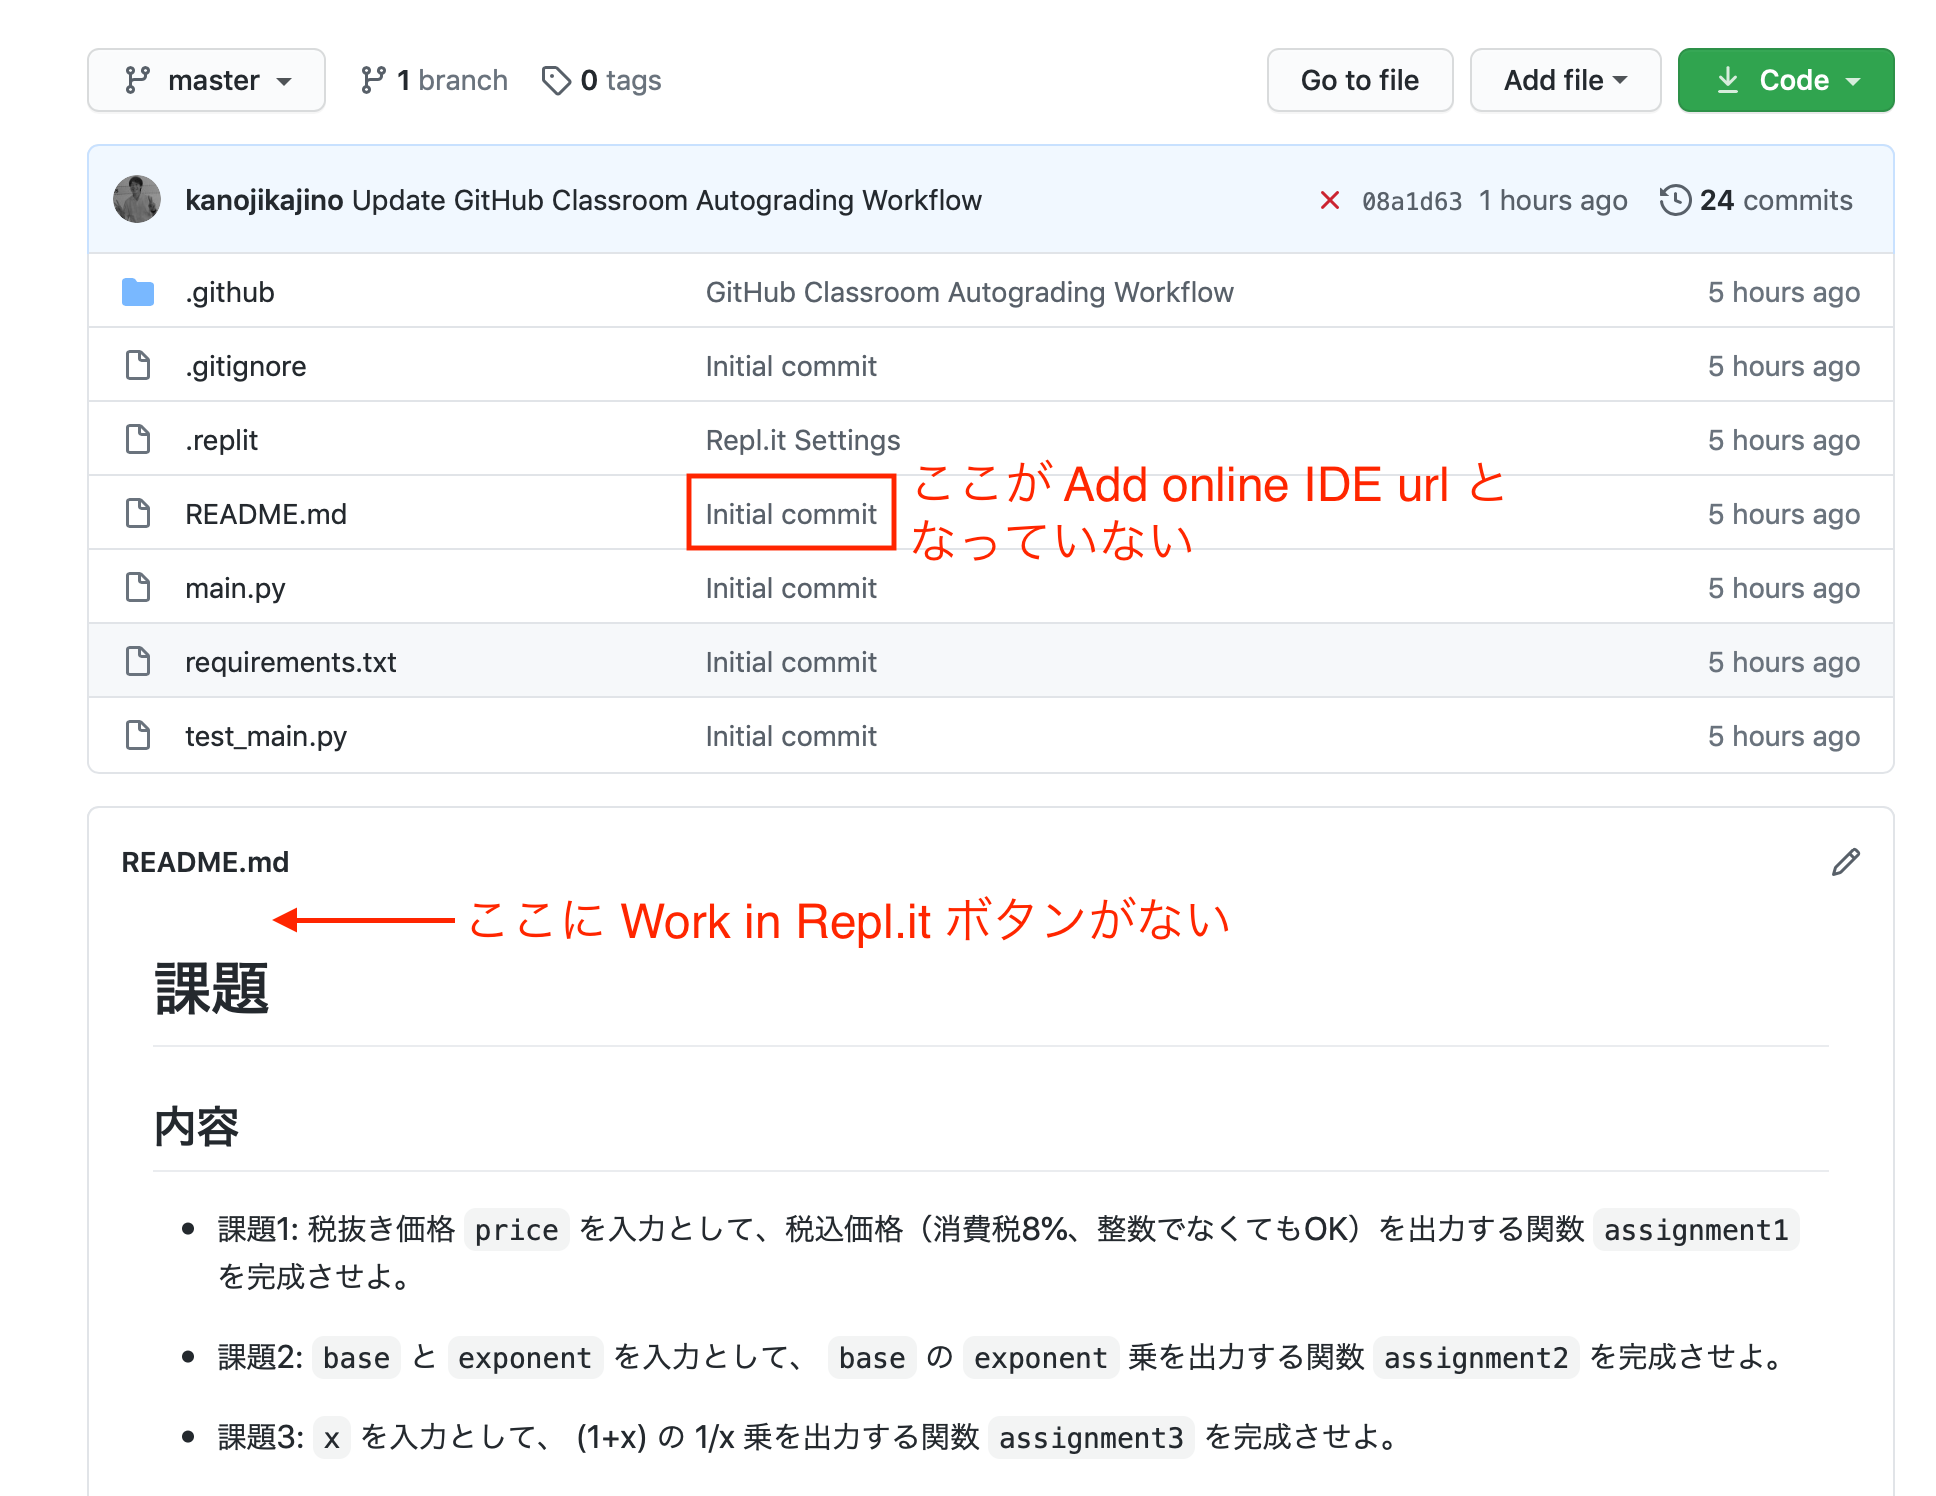 master 1 branch 0 tags Go to file Add file Code
kanojikajino Update GitHub Classroom Autograding Workflow 08a1d63 1 hours ago 24 commits
.github GitHub Classroom Autograding Workflow 5 hours ago
.gitignore Initial commit 5 hours ago
.replit Repl.it Settings 5 hours ago
ここが Add online IDE url と
README.md Initial commit 5 hours ago
なっていない
main.py Initial commit 5 hours ago
requirements.txt Initial commit 5 hours ago
test_main.py Initial commit 5 hours ago
README.md
ここに Work in Repl.it ボタンがない
課題
内容
課題1: 税抜き価格 price を入力として、税込価格（消費税8%、整数でなくてもOK）を出力する関数 assignment1
を完成させよ。
課題2: base と exponent を入力として、 base の exponent 乗を出力する関数 assignment2 を完成させよ。
課題3: x を入力として、 (1+x) の 1/x 乗を出力する関数 assignment3 を完成させよ。